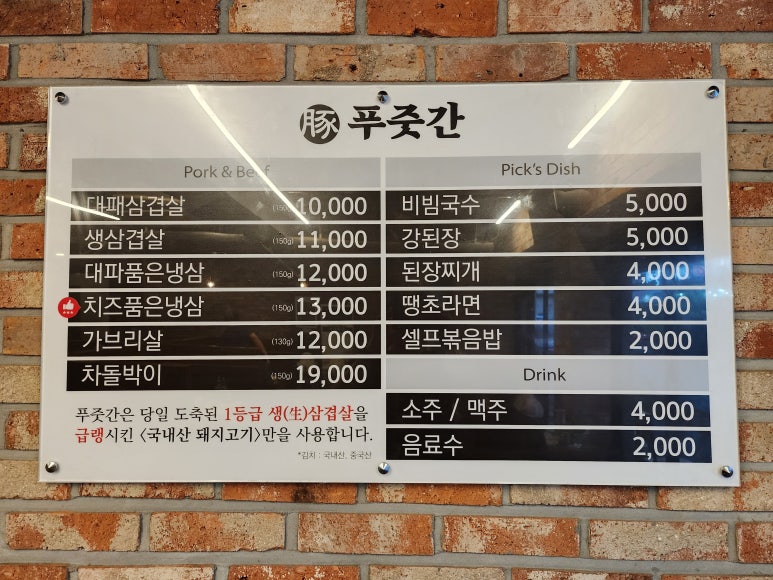 豚 푸줏간
Pork & Beef
대패삼겹살 (150g) 10,000
생삼겹살 (150g) 11,000
대파품은냉삼 (150g) 12,000
치즈품은냉삼 (150g) 13,000
가브리살 (130g) 12,000
차돌박이 (150g) 19,000
푸줏간은 당일 도축된 1등급 생(生)삼겹살을
급랭시킨 〈국내산 돼지고기〉만을 사용합니다.
*김치 : 국내산, 중국산
Pick's Dish
비빔국수 5,000
강된장 5,000
된장찌개 4,000
땡초라면 4,000
셀프볶음밥 2,000
Drink
소주 / 맥주 4,000
음료수 2,000